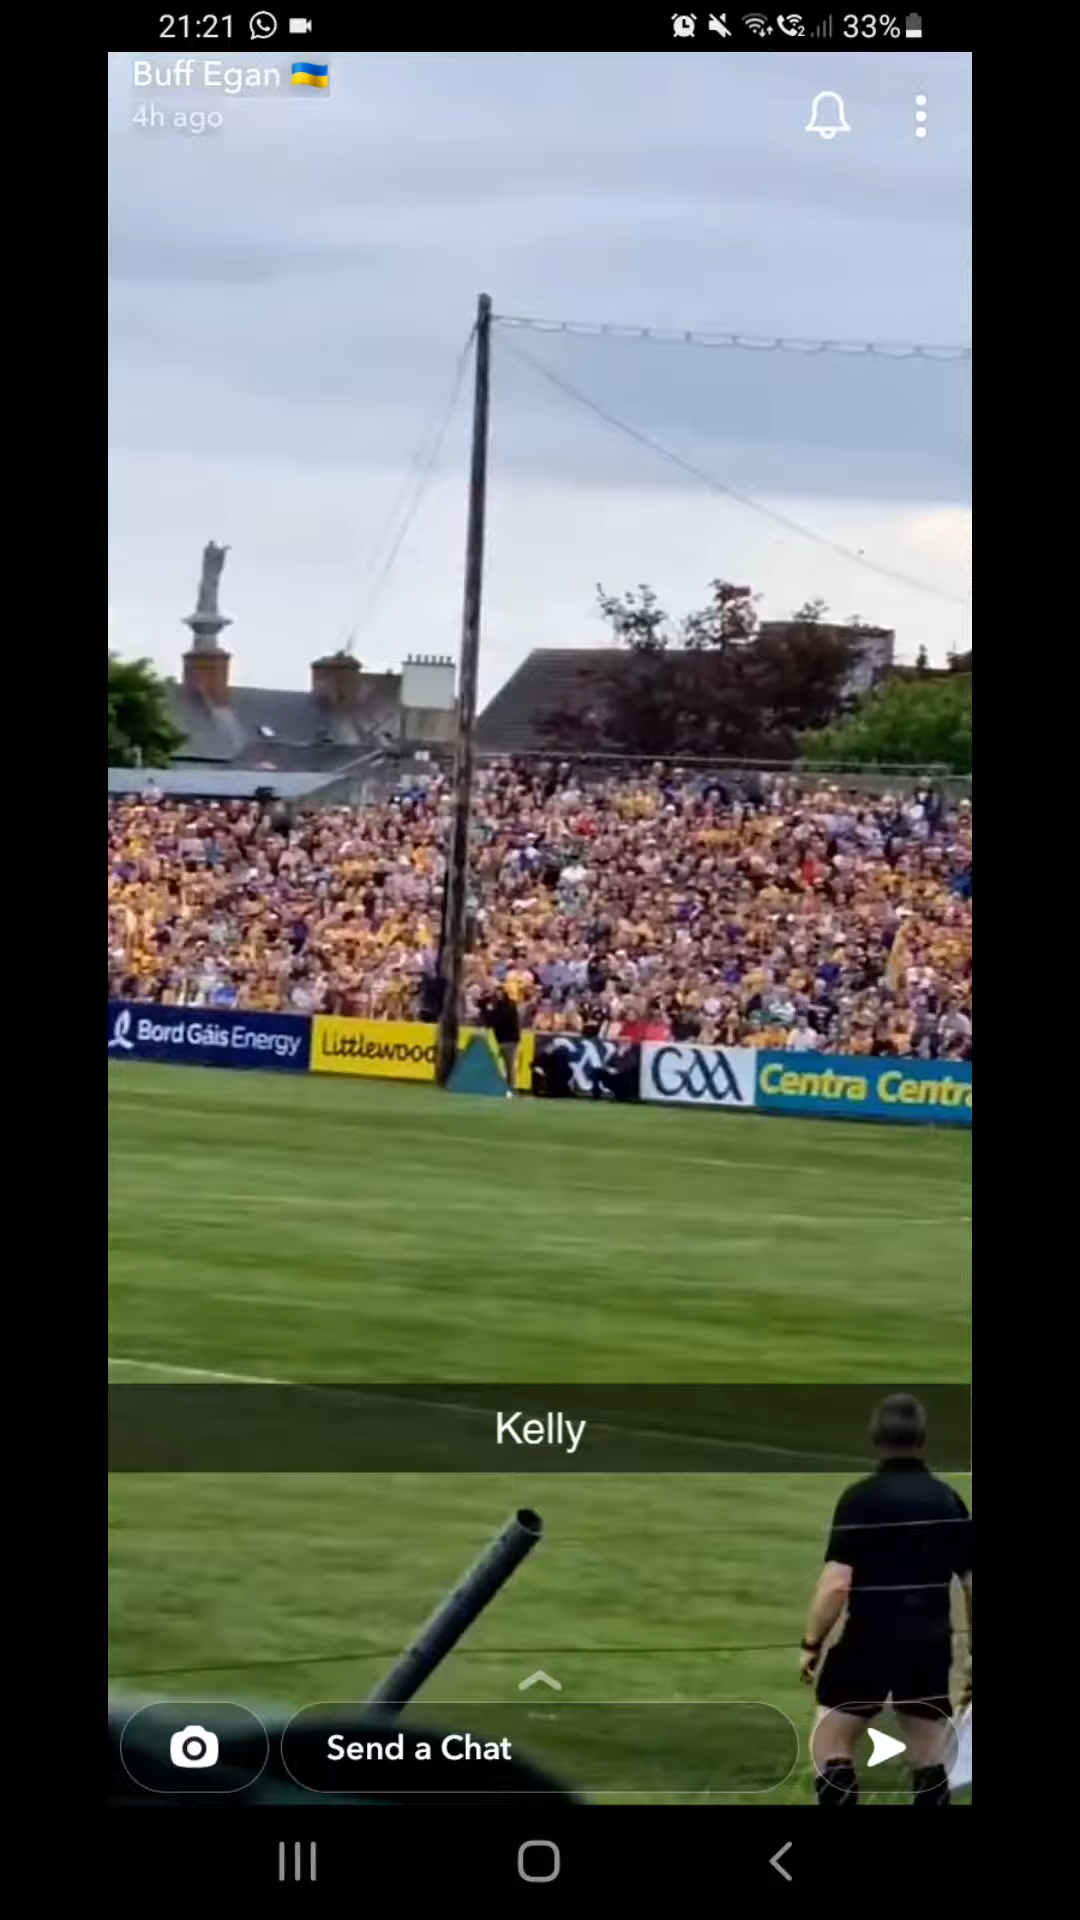 21:21
33%
Buff Egan 🇺🇦
4h ago
Bord Gáis Energy
Littlewood
GAA
Centra Centra
Kelly
Send a Chat